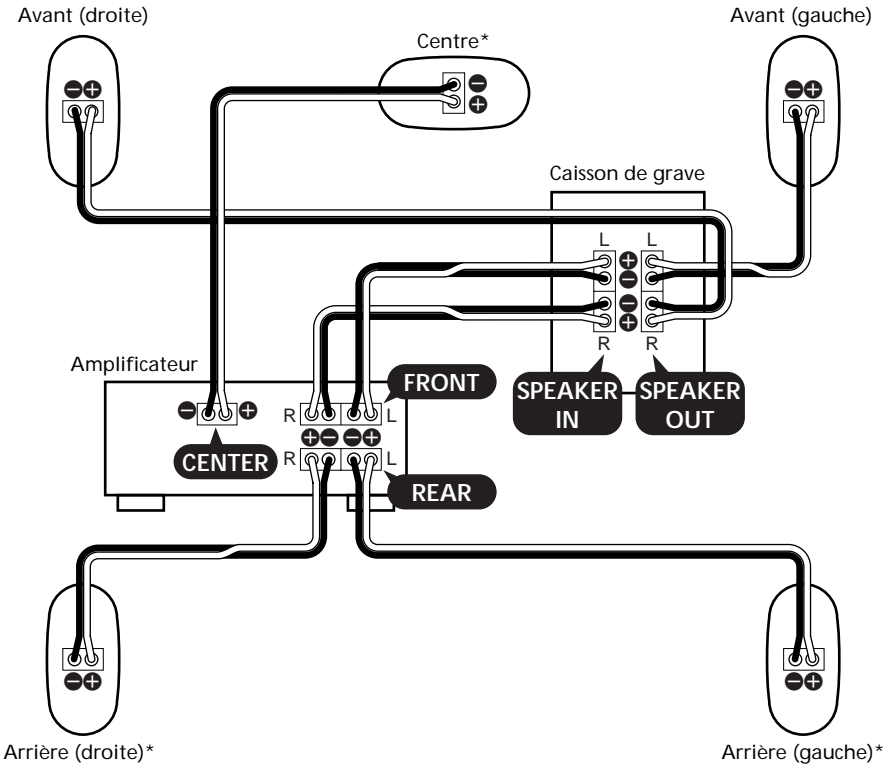 Avant (droite)
Avant (gauche)
Centre*
Caisson de grave
L
L
R
R
Amplificateur
FRONT
SPEAKER
IN
SPEAKER
OUT
R
L
CENTER
R
L
REAR
Arrière (droite)*
Arrière (gauche)*